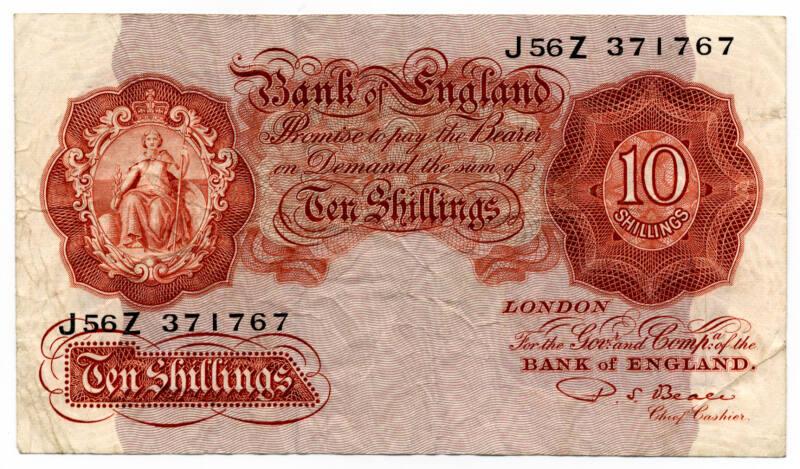 J56Z 371767
Bank of England
Promise to pay the Bearer
on Demand the sum of
Ten Shillings
10
SHILLINGS
J56Z 371767
Ten Shillings
LONDON
For the Govr. and Compa. of the
BANK of ENGLAND.
P. S. Beale
Chief Cashier.